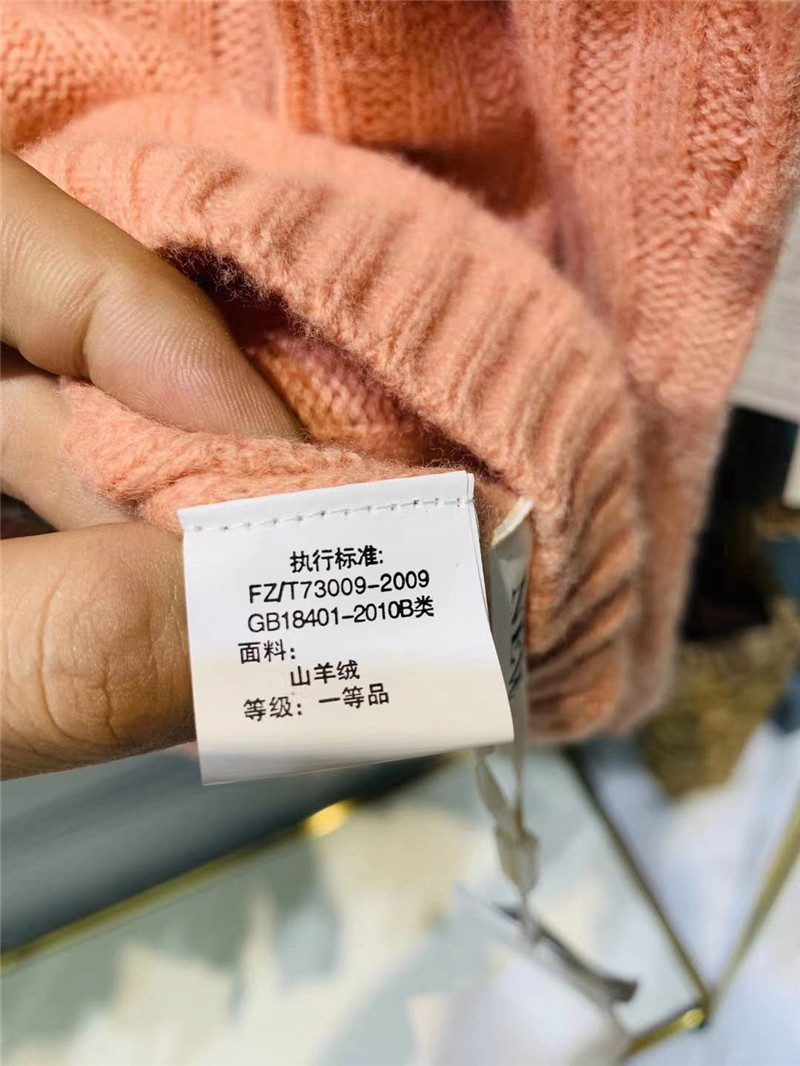 执行标准:
FZ/T73009-2009
GB18401-2010B类
面料:
山羊绒
等级: 一等品